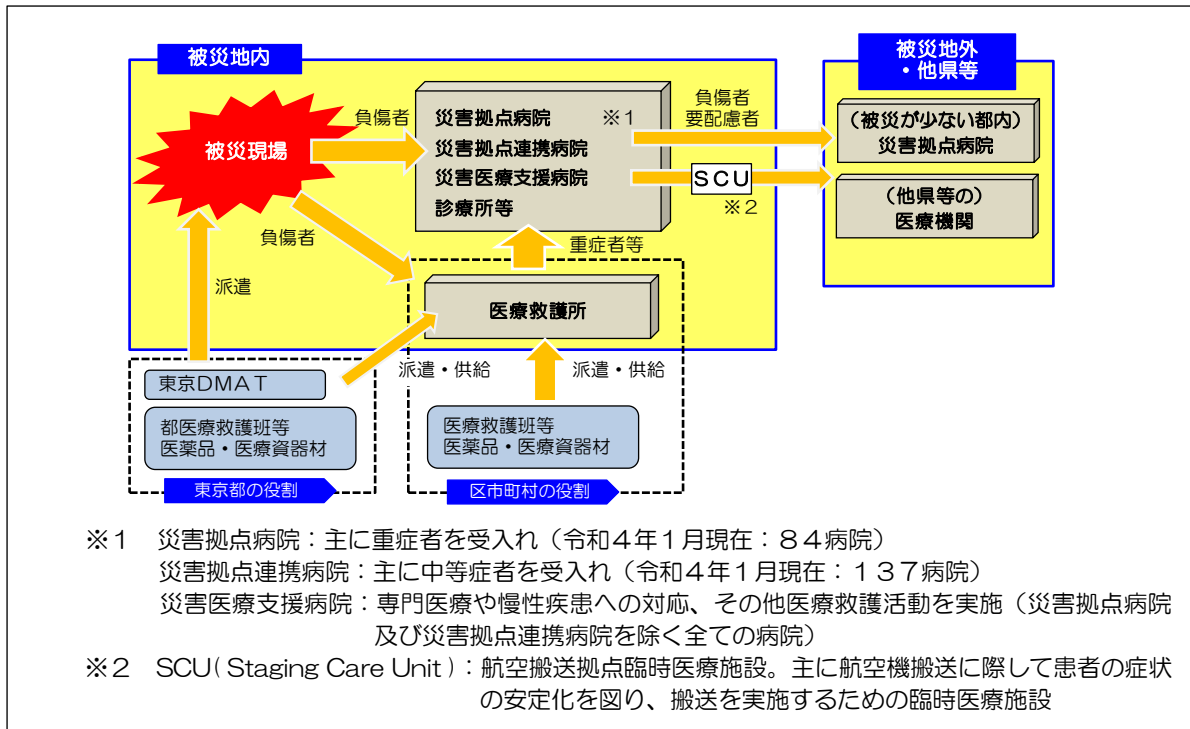 被災地内
被災地外
・他県等
被災現場
負傷者
災害拠点病院 ※1
災害拠点連携病院
災害医療支援病院
診療所等
負傷者
要配慮者
SCU
※2
(被災が少ない都内)
災害拠点病院
(他県等の)
医療機関
負傷者
重症者等
派遣
医療救護所
派遣・供給
派遣・供給
東京DMAT
都医療救護班等
医薬品・医療資器材
医療救護班等
医薬品・医療資器材
東京都の役割
区市町村の役割
※1 災害拠点病院:主に重症者を受入れ(令和4年1月現在:84病院)
災害拠点連携病院:主に中等症者を受入れ(令和4年1月現在:137病院)
災害医療支援病院:専門医療や慢性疾患への対応、その他医療救護活動を実施(災害拠点病院
及び災害拠点連携病院を除く全ての病院)
※2 SCU(Staging Care Unit):航空搬送拠点臨時医療施設。主に航空機搬送に際して患者の症状
の安定化を図り、搬送を実施するための臨時医療施設